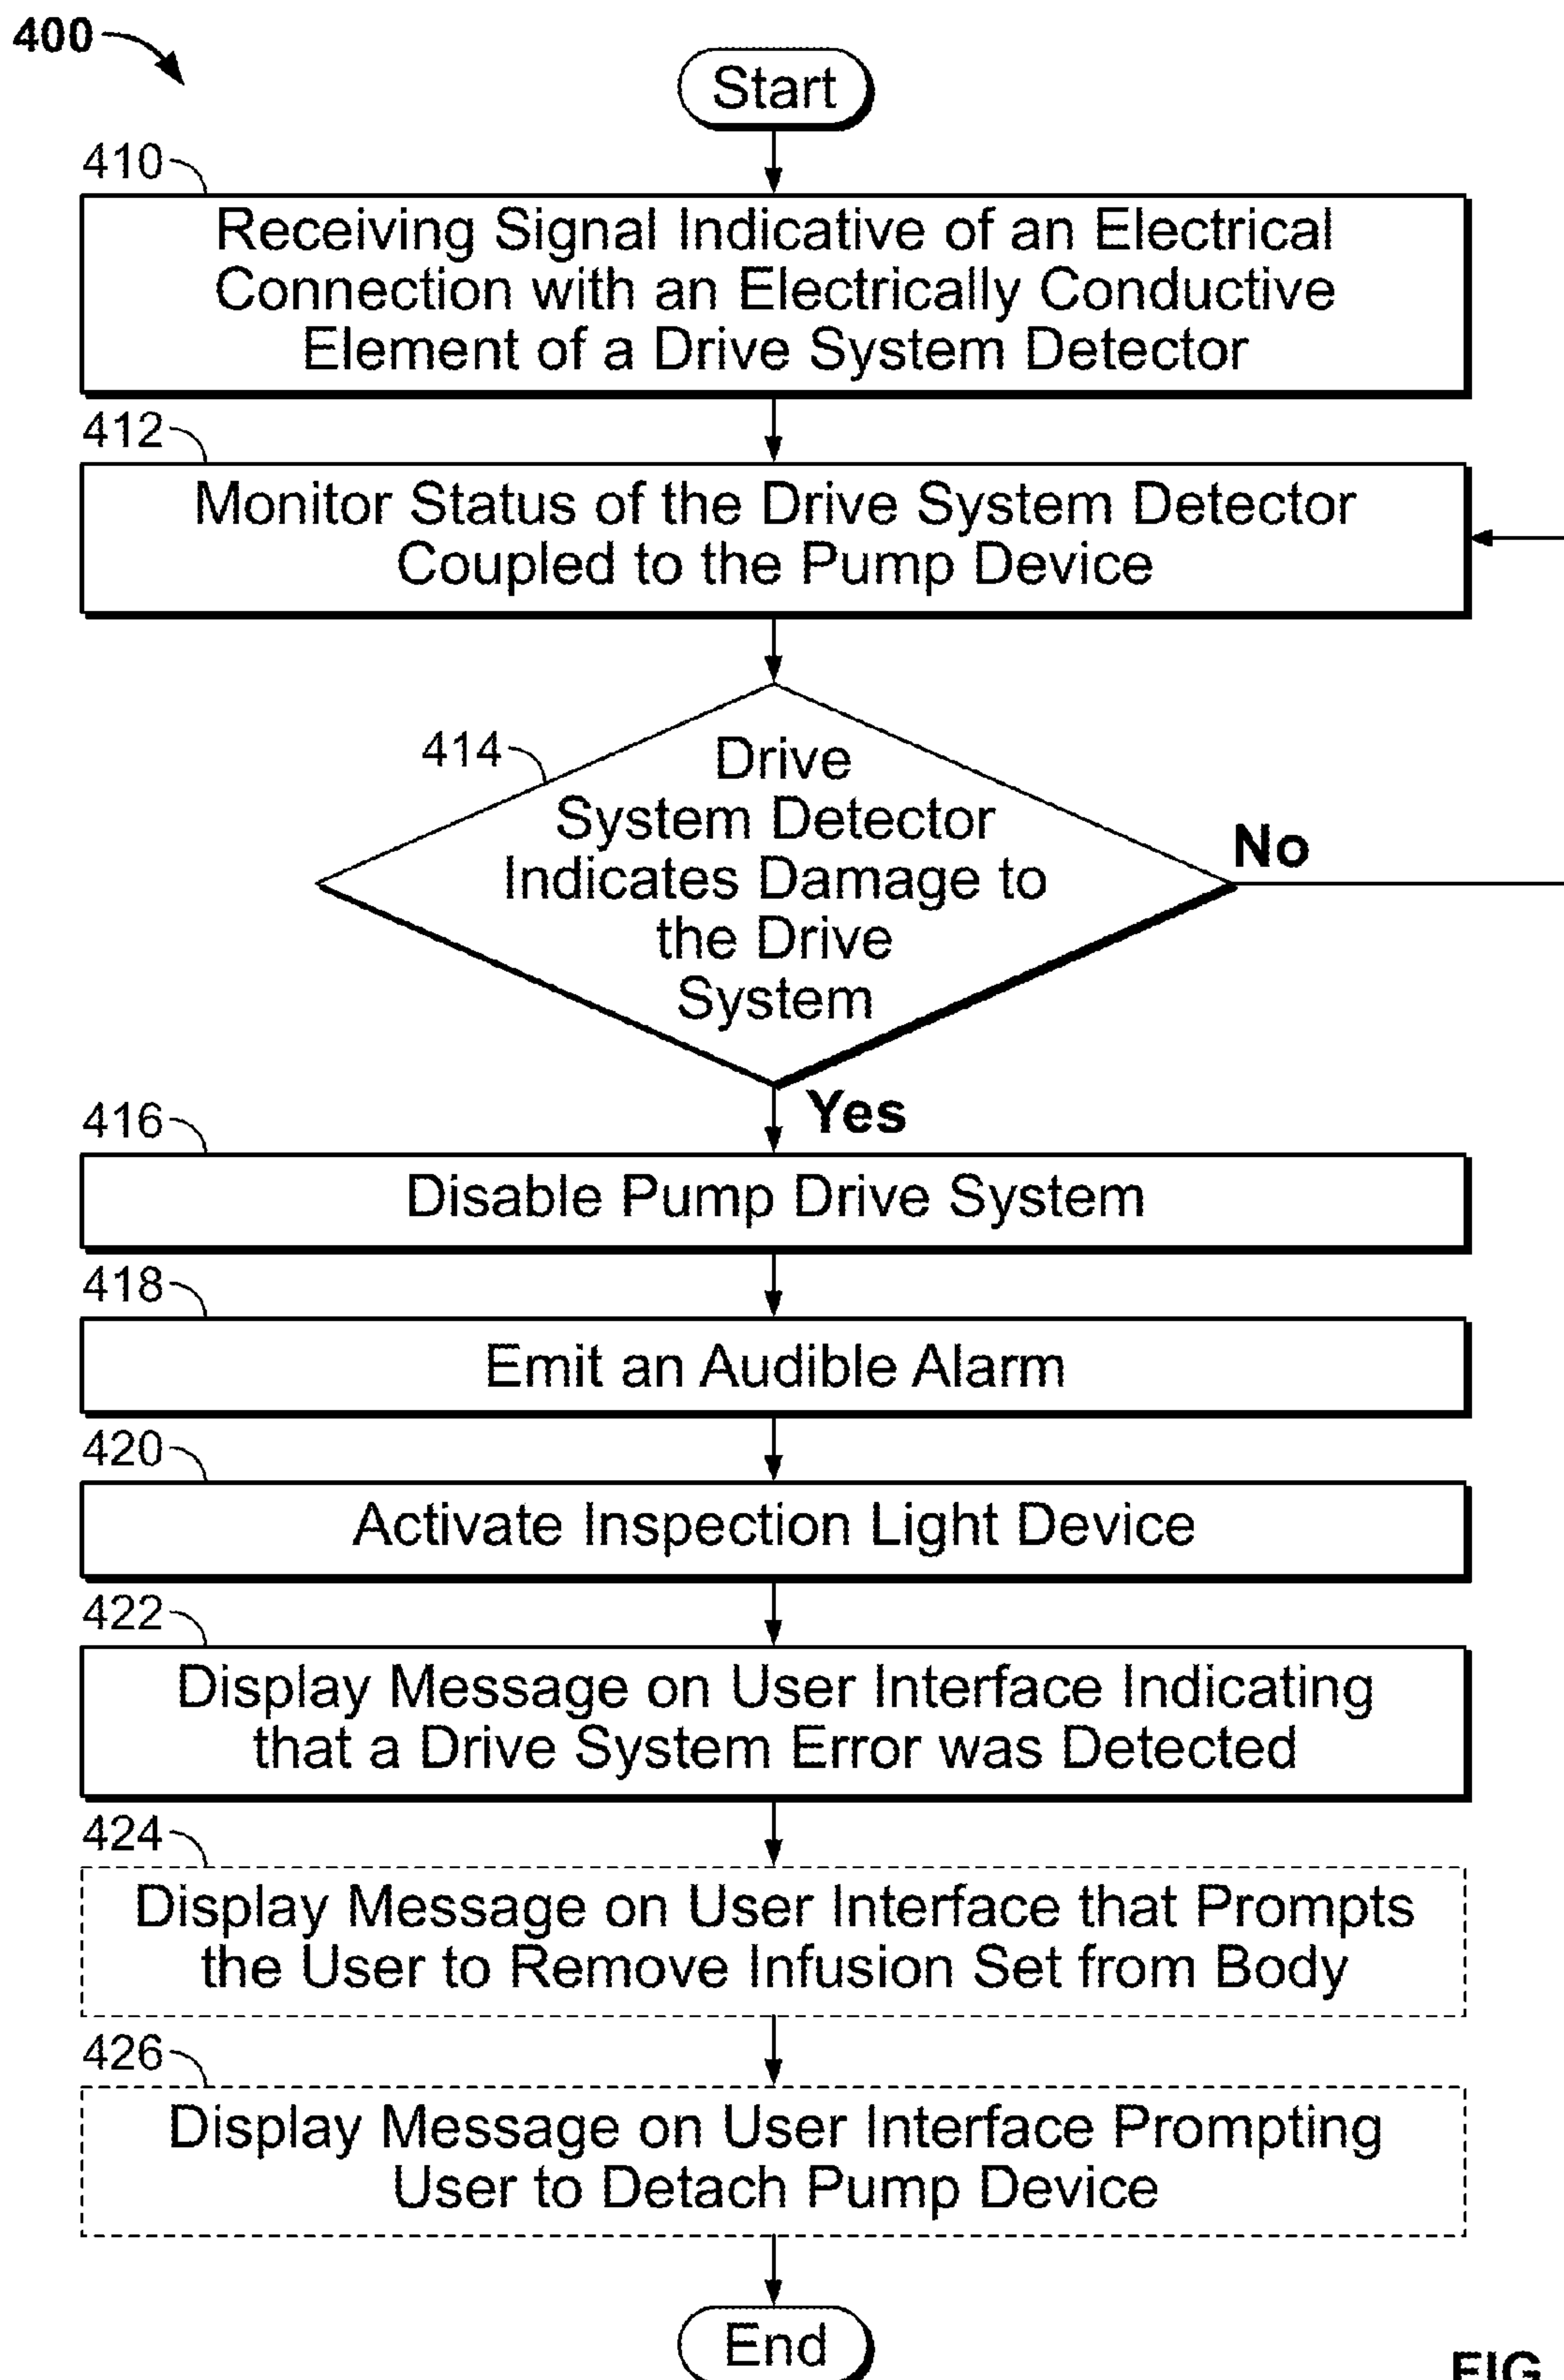 400
Start
410
Receiving Signal Indicative of an Electrical
Connection with an Electrically Conductive
Element of a Drive System Detector
412
Monitor Status of the Drive System Detector
Coupled to the Pump Device
414
Drive
System Detector
Indicates Damage to
the Drive
System
No
Yes
416
Disable Pump Drive System
418
Emit an Audible Alarm
420
Activate Inspection Light Device
422
Display Message on User Interface Indicating
that a Drive System Error was Detected
424
Display Message on User Interface that Prompts
the User to Remove Infusion Set from Body
426
Display Message on User Interface Prompting
User to Detach Pump Device
End
FIG